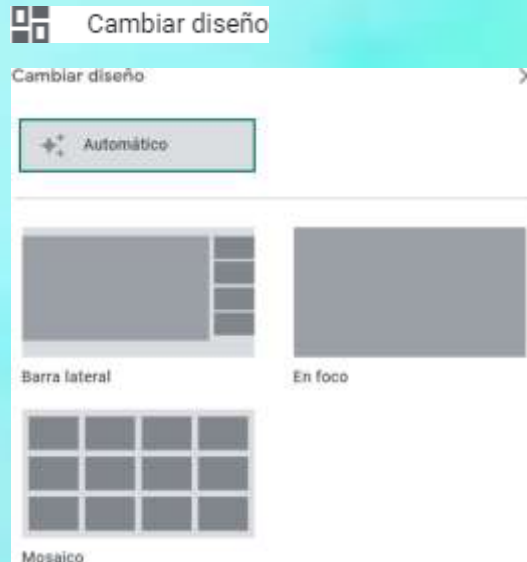 Cambiar diseño
Cambiar diseño
Automático
Barra lateral
En foco
Mosaico